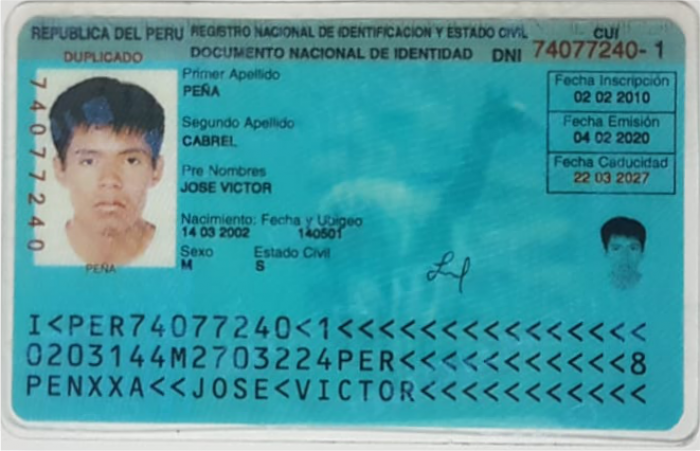 REPUBLICA DEL PERU REGISTRO NACIONAL DE IDENTIFICACION Y ESTADO CIVIL CUI
DUPLICADO DOCUMENTO NACIONAL DE IDENTIDAD DNI 74077240-1
74077240
Primer Apellido
PEÑA
Segundo Apellido
CABREL
Pre Nombres
JOSE VICTOR
Nacimiento: Fecha y Ubigeo
14 03 2002 140501
Sexo Estado Civil
M S
Fecha Inscripción
02 02 2010
Fecha Emisión
04 02 2020
Fecha Caducidad
22 03 2027
PEÑA
I<PER74077240<1<<<<<<<<<<<<<<<
0203144M2703224PER<<<<<<<<<<<8
PENXXA<<JOSE<VICTOR<<<<<<<<<<<